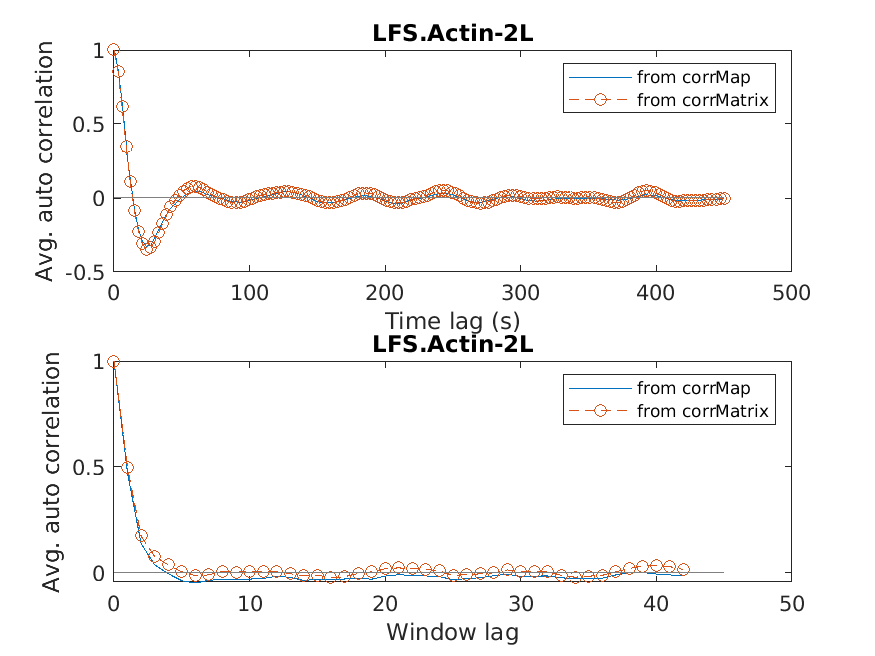 LFS.Actin-2L
Avg. auto correlation
1
0.5
0
-0.5
from corrMap
from corrMatrix
0 100 200 300 400 500
Time lag (s)
LFS.Actin-2L
Avg. auto correlation
1
0.5
0
from corrMap
from corrMatrix
0 10 20 30 40 50
Window lag